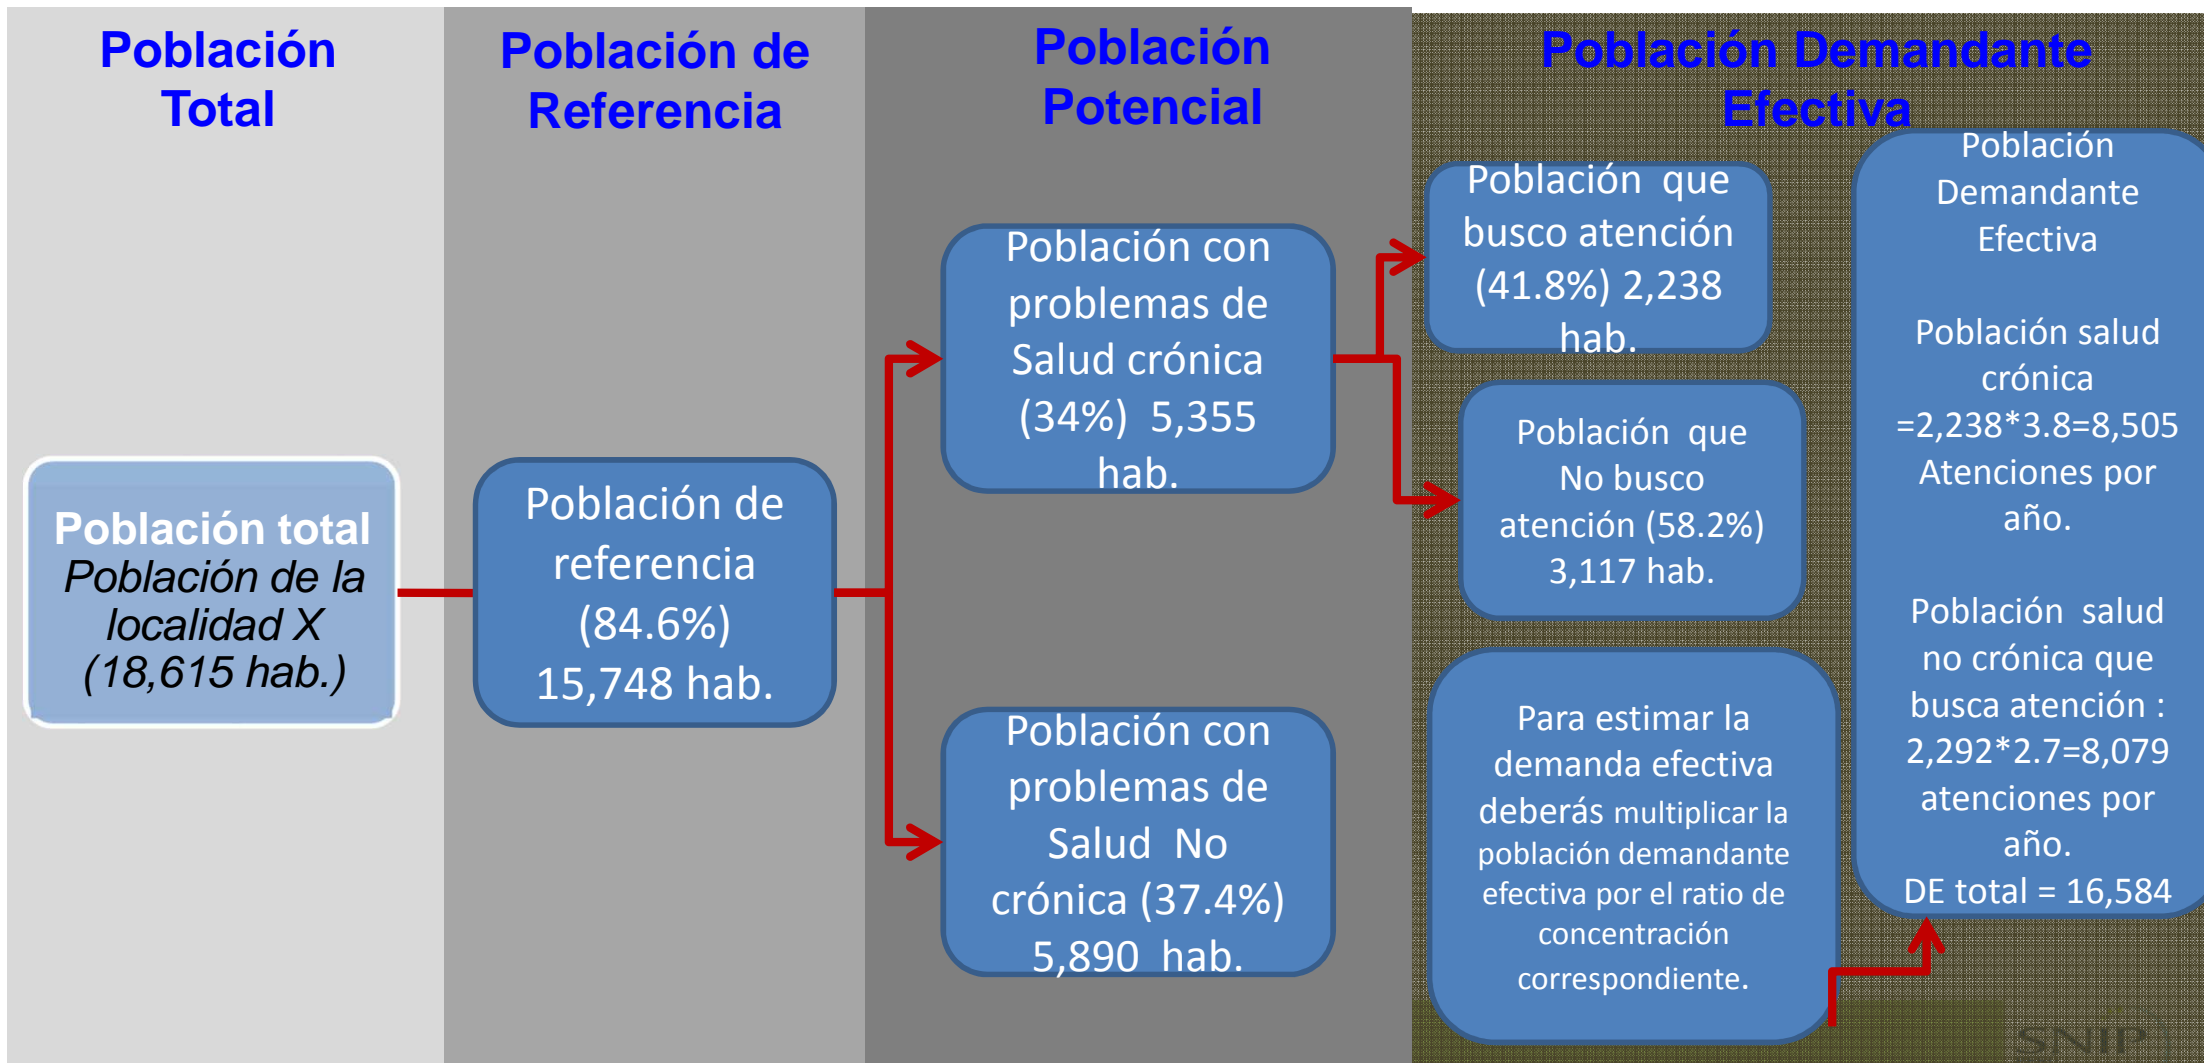 Población
Total
Población de
Referencia
Población
Potencial
Población Demandante
Efectiva
Población total
Población de la
localidad X
(18,615 hab.)
Población de
referencia
(84.6%)
15,748 hab.
Población con
problemas de
Salud crónica
(34%) 5,355
hab.
Población con
problemas de
Salud No
crónica (37.4%)
5,890 hab.
Población que
busco atención
(41.8%) 2,238
hab.
Población que
No busco
atención (58.2%)
3,117 hab.
Para estimar la
demanda efectiva
deberás multiplicar la
población demandante
efectiva por el ratio de
concentración
correspondiente.
Población
Demandante
Efectiva
Población salud
crónica
=2,238*3.8=8,505
Atenciones por
año.
Población salud
no crónica que
busca atención :
2,292*2.7=8,079
atenciones por
año.
DE total = 16,584
SNIP